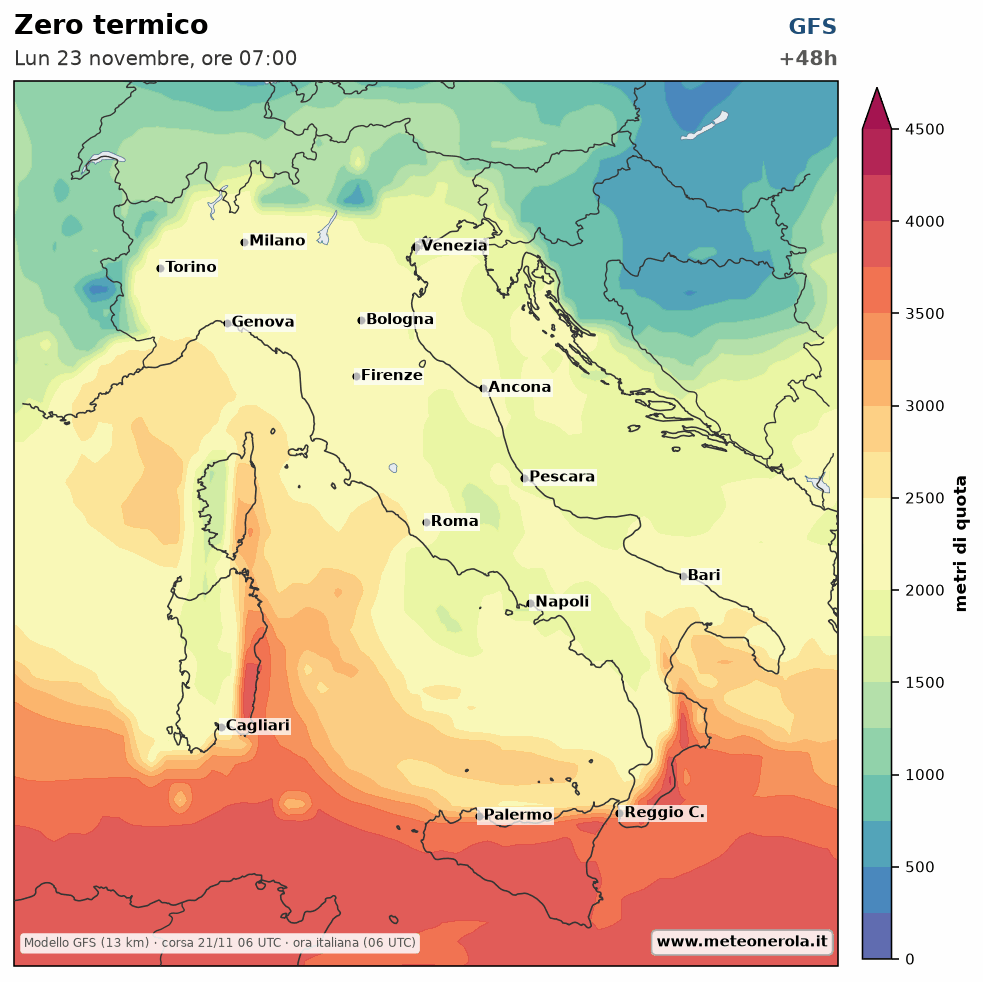 Zero termico
GFS
Lun 23 novembre, ore 07:00
+48h
Milano
Venezia
Torino
Genova
Bologna
Firenze
Ancona
Pescara
Roma
Bari
Napoli
Cagliari
Palermo
Reggio C.
4500
4000
3500
3000
2500
2000
1500
1000
500
0
metri di quota
Modello GFS (13 km) · corsa 21/11 06 UTC · ora italiana (06 UTC)
www.meteonerola.it